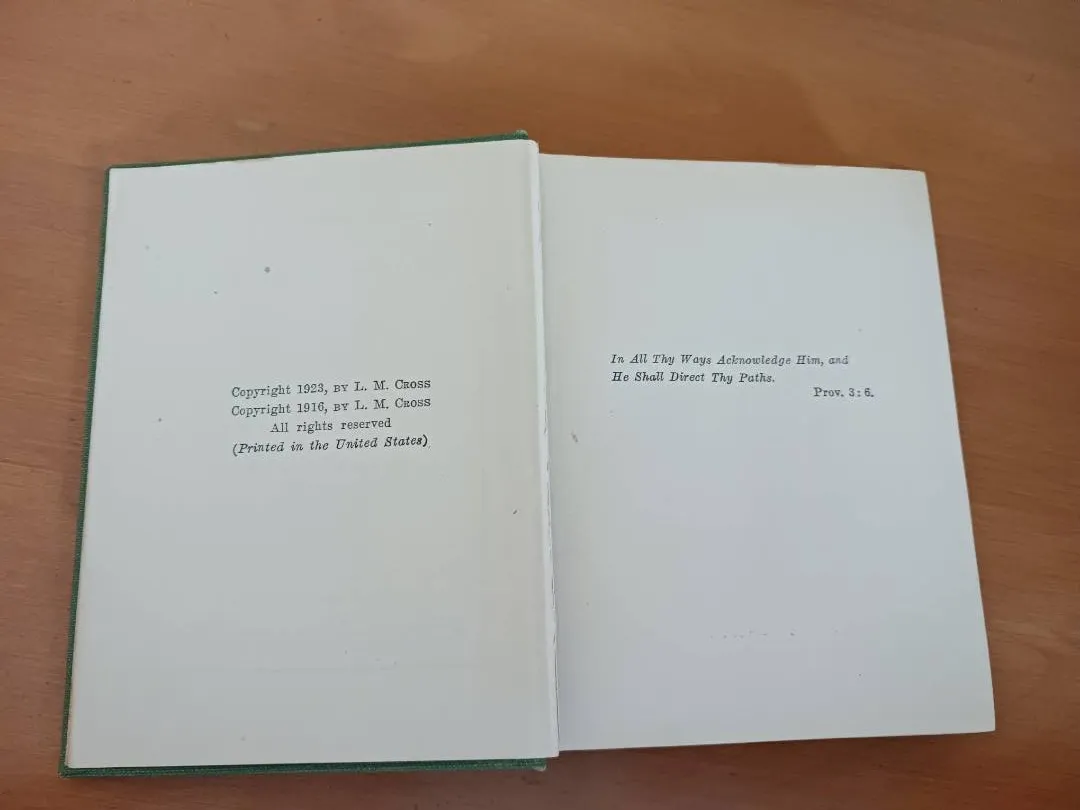 Copyright 1923, BY L. M. CROSS
Copyright 1916, BY L. M. CROSS
All rights reserved
(Printed in the United States)
In All Thy Ways Acknowledge Him, and
He Shall Direct Thy Paths.
Prov. 3:6.